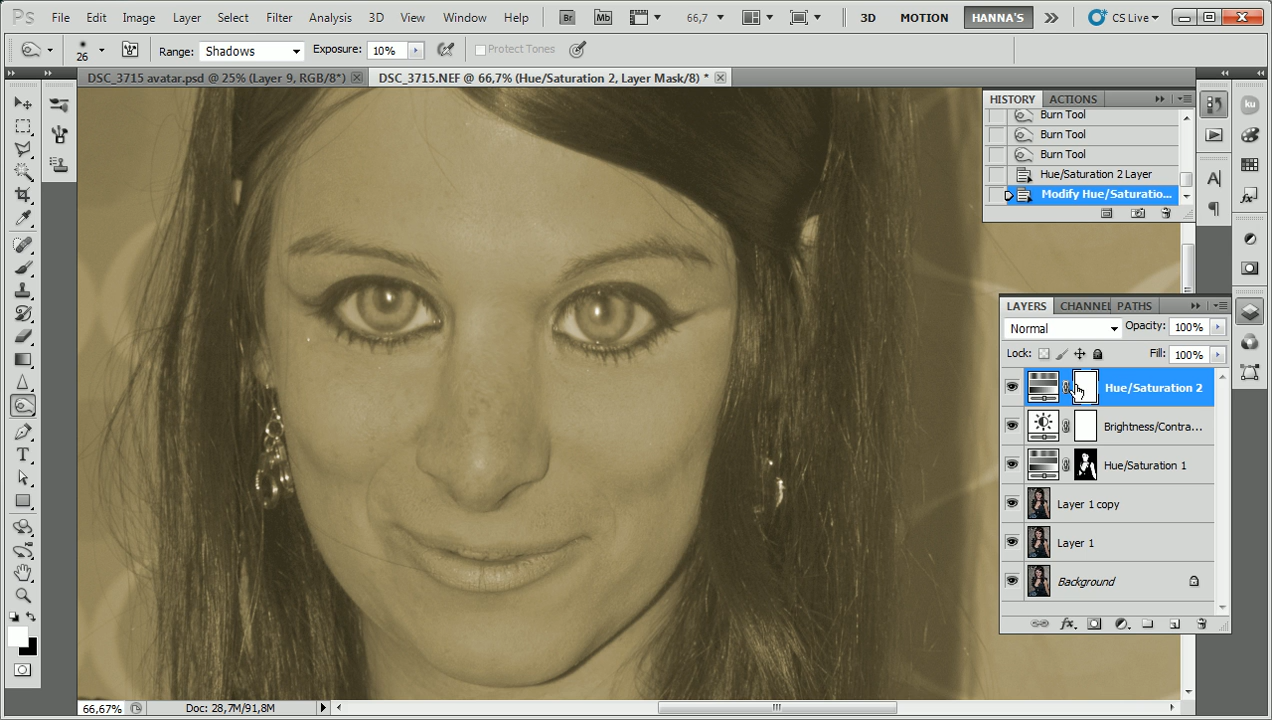 Ps File Edit Image Layer Select Filter Analysis 3D View Window Help Br Mb 66,7 3D MOTION HANNA'S CS Live
26 Range: Shadows Exposure: 10% Protect Tones
DSC_3715 avatar.psd @ 25% (Layer 9, RGB/8*) DSC_3715.NEF @ 66,7% (Hue/Saturation 2, Layer Mask/8) *
HISTORY ACTIONS
Burn Tool
Burn Tool
Burn Tool
Hue/Saturation 2 Layer
Modify Hue/Saturatio...
ku
LAYERS CHANNEL PATHS
Normal Opacity: 100%
Lock: Fill: 100%
Hue/Saturation 2
Brightness/Contra...
Hue/Saturation 1
Layer 1 copy
Layer 1
Background
fx
66,67% Doc: 28,7M/91,8M